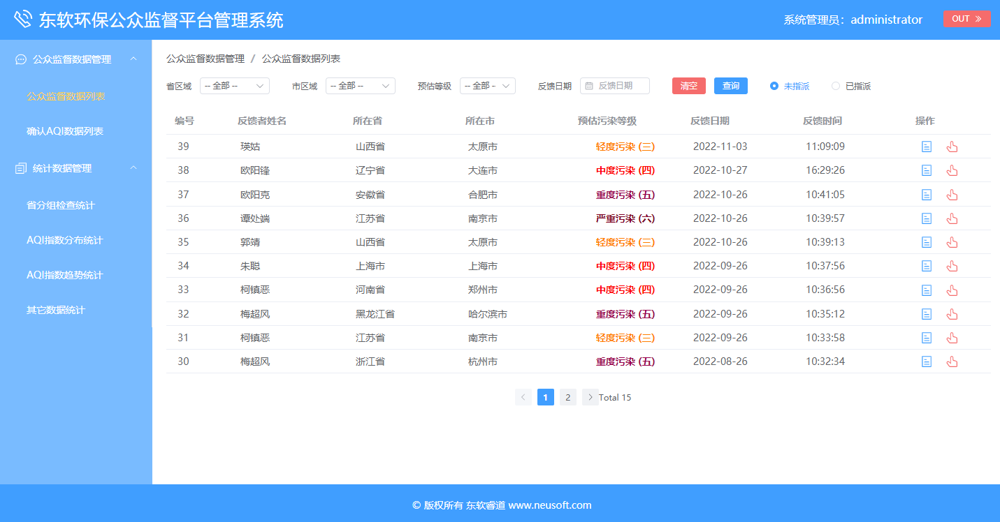 东软环保公众监督平台管理系统 系统管理员：administrator OUT
公众监督数据管理
公众监督数据列表
确认AQI数据列表
统计数据管理
省分组检查统计
AQI指数分布统计
AQI指数趋势统计
其它数据统计
公众监督数据管理 / 公众监督数据列表
省区域 -- 全部 -- 市区域 -- 全部 -- 预估等级 -- 全部 - 反馈日期 反馈日期 清空 查询 未指派 已指派
编号 反馈者姓名 所在省 所在市 预估污染等级 反馈日期 反馈时间 操作
39 瑛姑 山西省 太原市 轻度污染 (三) 2022-11-03 11:09:09
38 欧阳锋 辽宁省 大连市 中度污染 (四) 2022-10-27 16:29:26
37 欧阳克 安徽省 合肥市 重度污染 (五) 2022-10-26 10:41:05
36 谭处端 江苏省 南京市 严重污染 (六) 2022-10-26 10:39:57
35 郭靖 山西省 太原市 轻度污染 (三) 2022-10-26 10:39:13
34 朱聪 上海市 上海市 中度污染 (四) 2022-09-26 10:37:56
33 柯镇恶 河南省 郑州市 中度污染 (四) 2022-09-26 10:36:56
32 梅超风 黑龙江省 哈尔滨市 重度污染 (五) 2022-09-26 10:35:12
31 柯镇恶 江苏省 南京市 轻度污染 (三) 2022-09-26 10:33:58
30 梅超风 浙江省 杭州市 重度污染 (五) 2022-08-26 10:32:34
1 2 Total 15
© 版权所有 东软睿道 www.neusoft.com